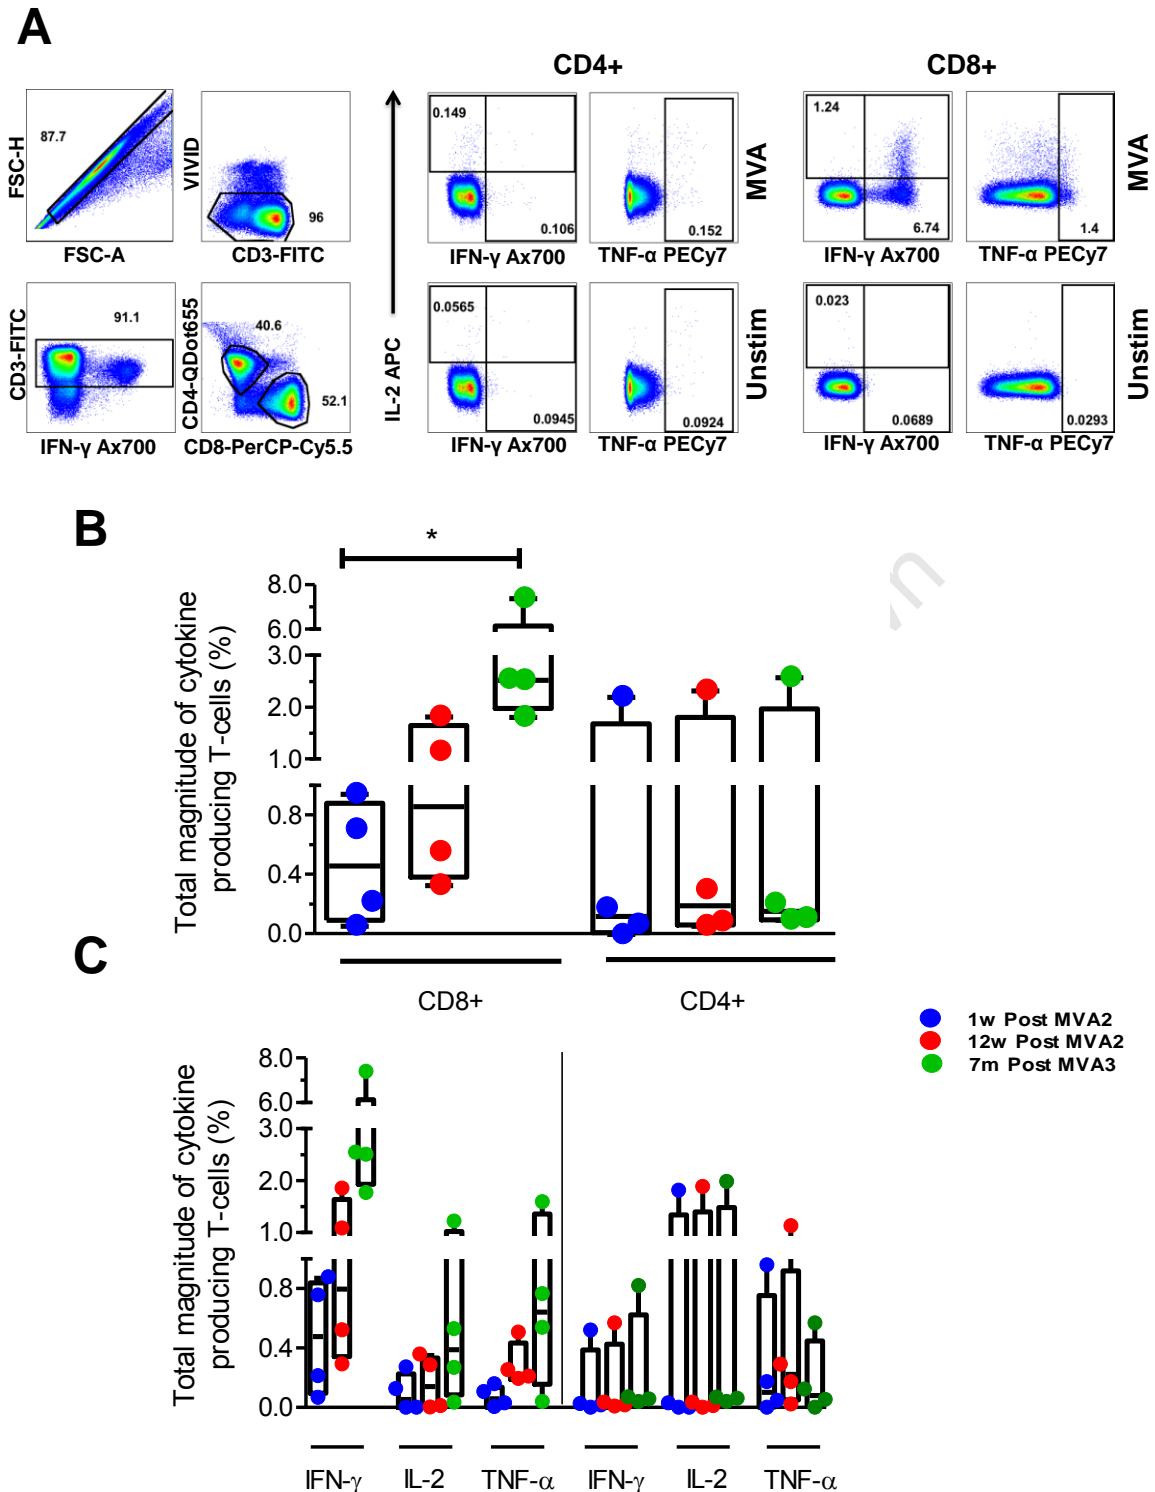 A
CD4+
CD8+
87.7
FSC-H
FSC-A
VIVID
96
CD3-FITC
0.149
0.106
IFN-γ Ax700
0.152
TNF-α PECy7
MVA
1.24
6.74
IFN-γ Ax700
1.4
TNF-α PECy7
MVA
91.1
CD3-FITC
IFN-γ Ax700
CD4-QDot655
40.6
52.1
CD8-PerCP-Cy5.5
IL-2 APC
0.0565
0.0945
IFN-γ Ax700
0.0924
TNF-α PECy7
Unstim
0.023
0.0689
IFN-γ Ax700
0.0293
TNF-α PECy7
Unstim
B
*
Total magnitude of cytokine
producing T-cells (%)
8.0
6.0
3.0
2.0
1.0
0.8
0.4
0.0
CD8+
CD4+
C
1w Post MVA2
12w Post MVA2
7m Post MVA3
Total magnitude of cytokine
producing T-cells (%)
8.0
6.0
3.0
2.0
1.0
0.8
0.4
0.0
IFN-γ
IL-2
TNF-α
IFN-γ
IL-2
TNF-α